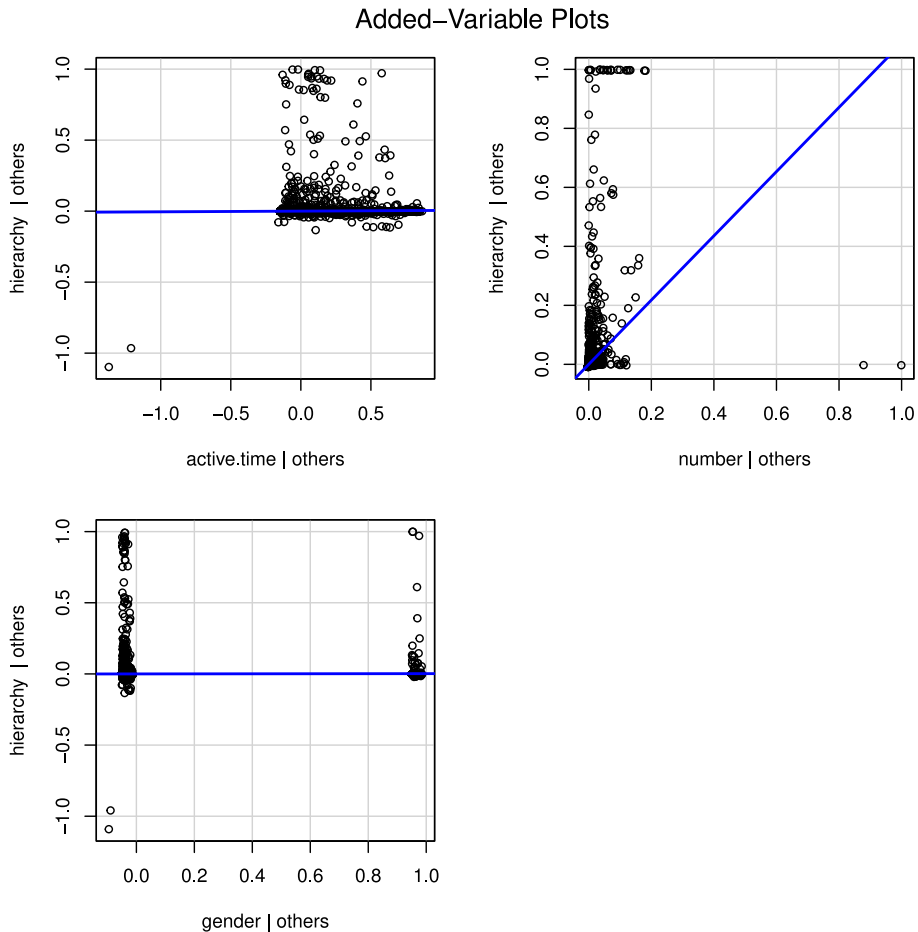 Added−Variable Plots
1.0
0.5
0.0
−0.5
−1.0
hierarchy | others
−1.0 −0.5 0.0 0.5
active.time | others
1.0
0.8
0.6
0.4
0.2
0.0
hierarchy | others
0.0 0.2 0.4 0.6 0.8 1.0
number | others
1.0
0.5
0.0
−0.5
−1.0
hierarchy | others
0.0 0.2 0.4 0.6 0.8 1.0
gender | others